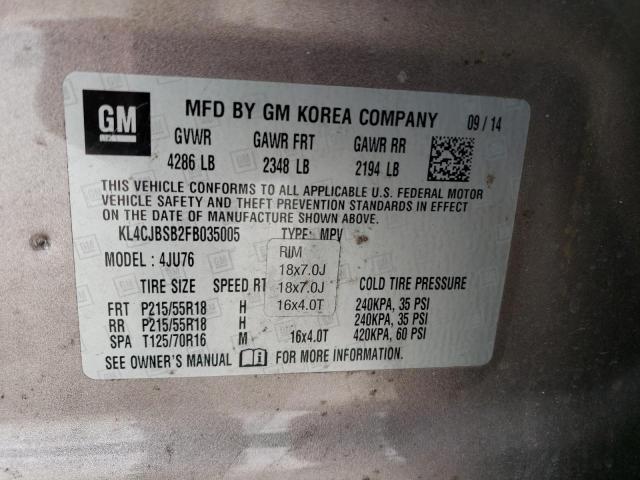 GM
MFD BY GM KOREA COMPANY 09/14
GVWR GAWR FRT GAWR RR
4286 LB 2348 LB 2194 LB
THIS VEHICLE CONFORMS TO ALL APPLICABLE U.S. FEDERAL MOTOR
VEHICLE SAFETY AND THEFT PREVENTION STANDARDS IN EFFECT
ON THE DATE OF MANUFACTURE SHOWN ABOVE.
KL4CJBSB2FB035005 TYPE: MPV
MODEL: 4JU76 RIM
TIRE SIZE SPEED RT 18x7.0J COLD TIRE PRESSURE
18x7.0J
FRT P215/55R18 H 16x4.0T 240KPA, 35 PSI
RR P215/55R18 H 240KPA, 35 PSI
SPA T125/70R16 M 16x4.0T 420KPA, 60 PSI
SEE OWNER'S MANUAL FOR MORE INFORMATION.